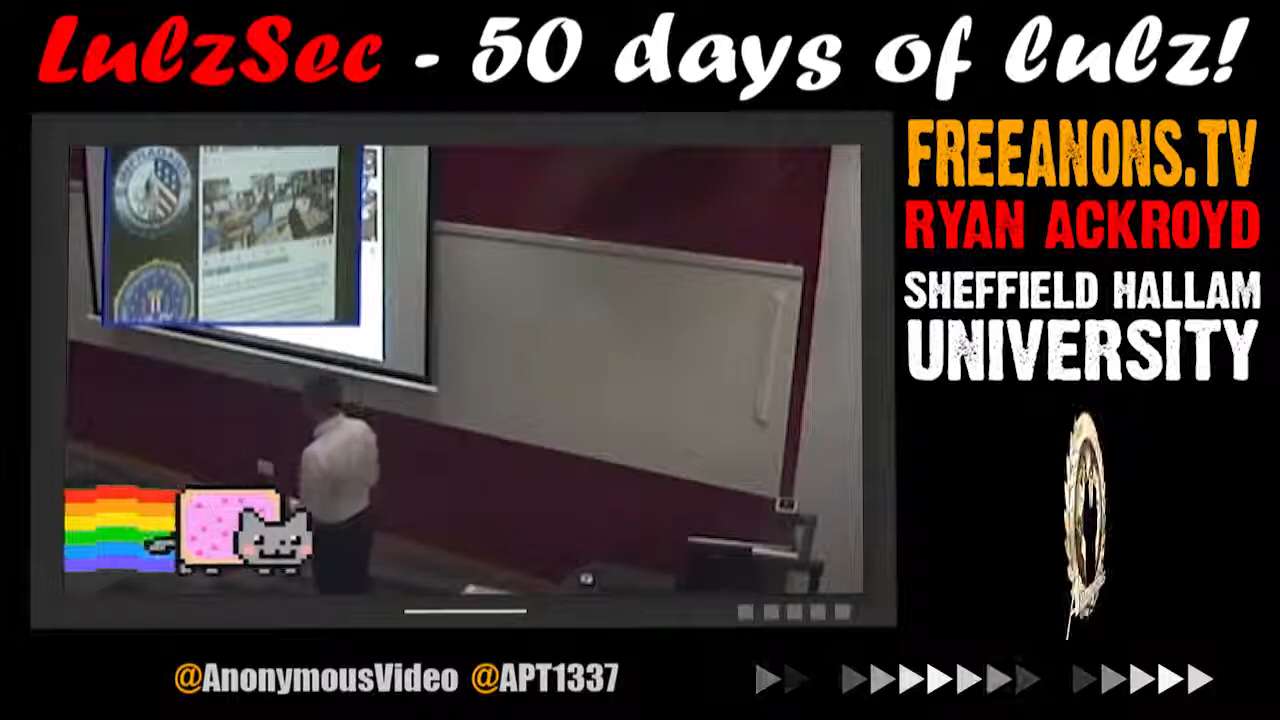 LulzSec - 50 days of lulz!
FREEANONS.TV
RYAN ACKROYD
SHEFFIELD HALLAM
UNIVERSITY
@AnonymousVideo @APT1337